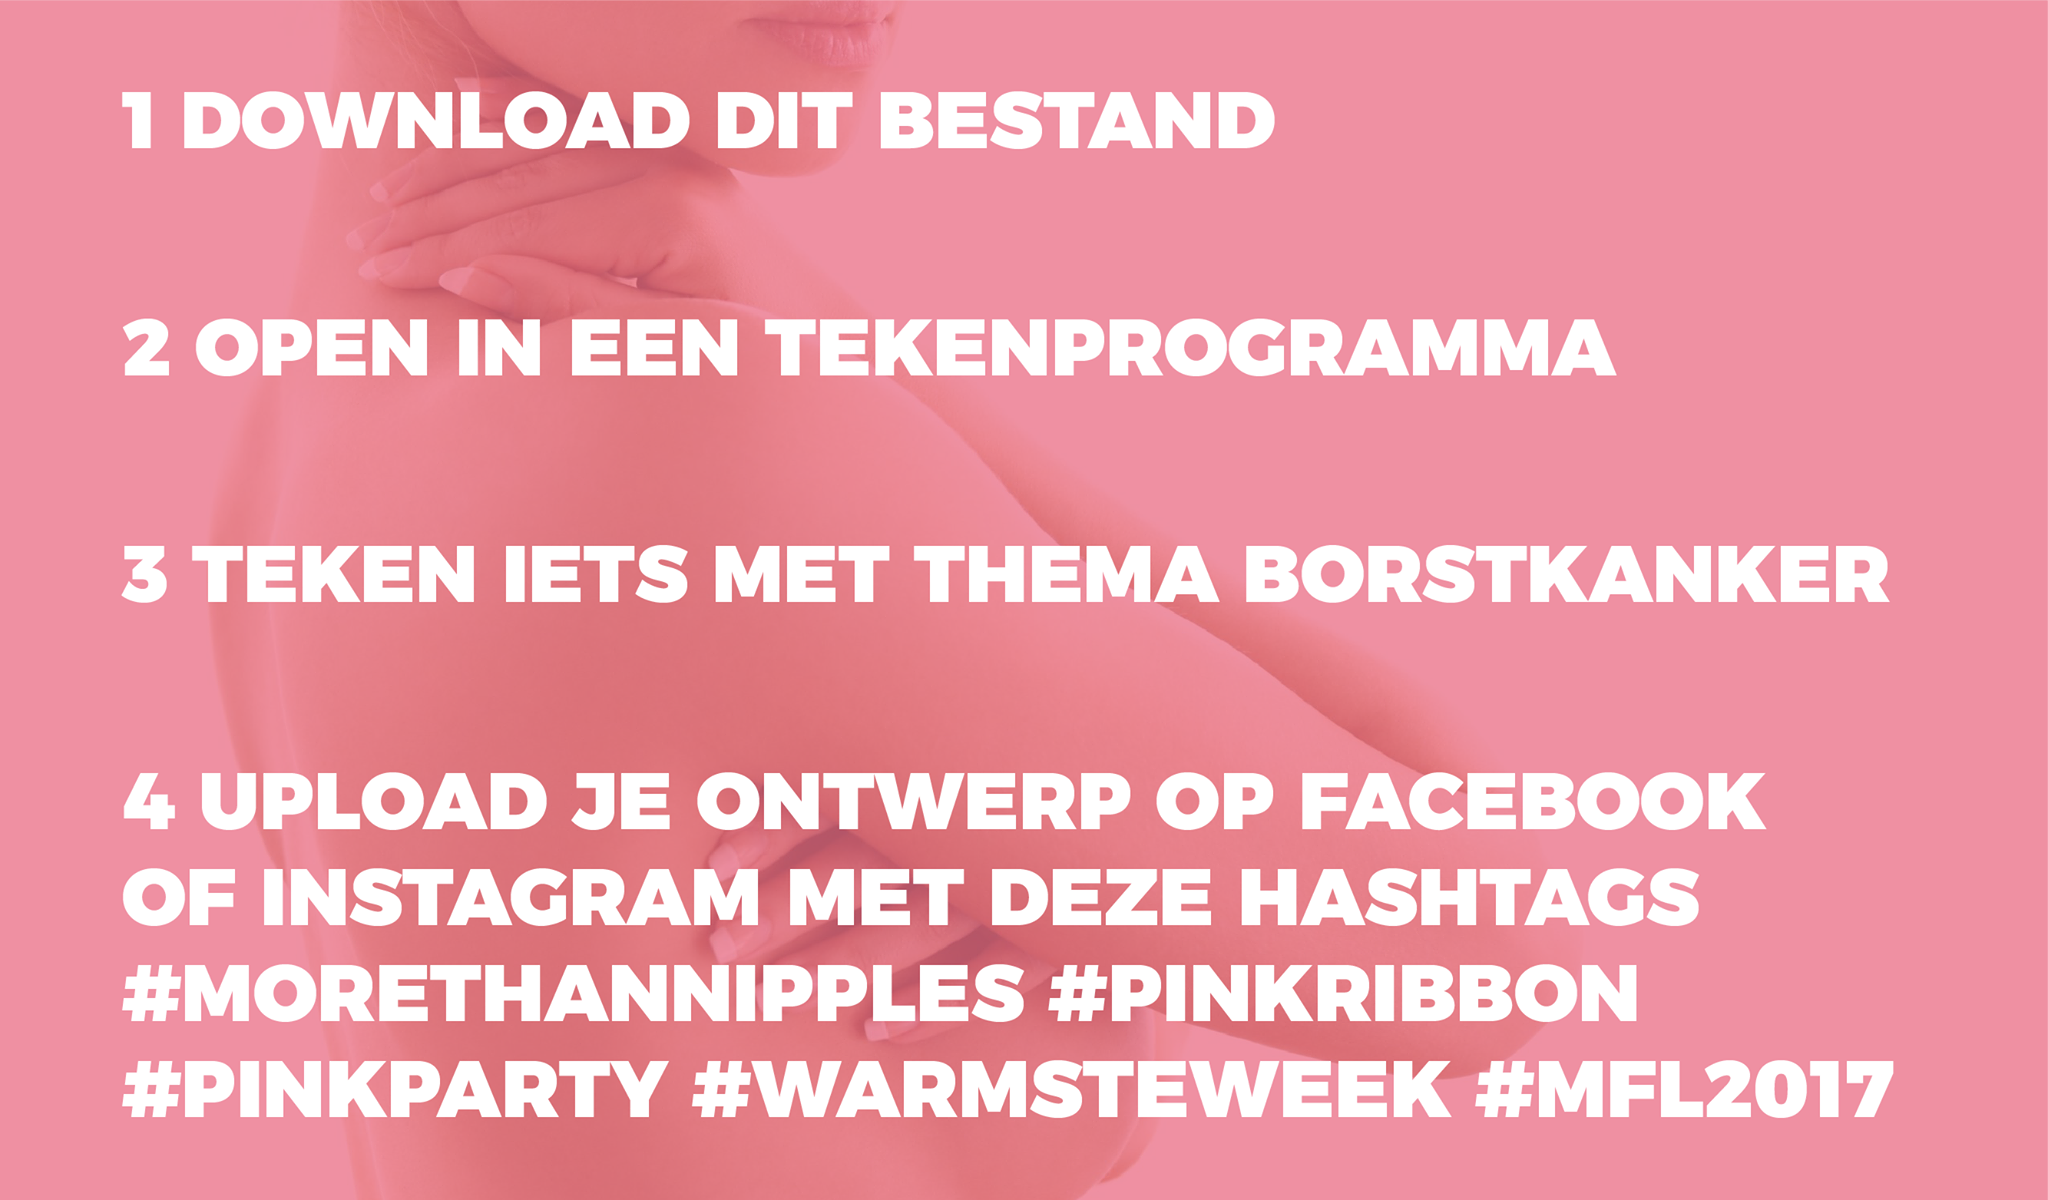 1 DOWNLOAD DIT BESTAND
2 OPEN IN EEN TEKENPROGRAMMA
3 TEKEN IETS MET THEMA BORSTKANKER
4 UPLOAD JE ONTWERP OP FACEBOOK
OF INSTAGRAM MET DEZE HASHTAGS
#MORETHANNIPPLES #PINKRIBBON
#PINKPARTY #WARMSTEWEEK #MFL2017